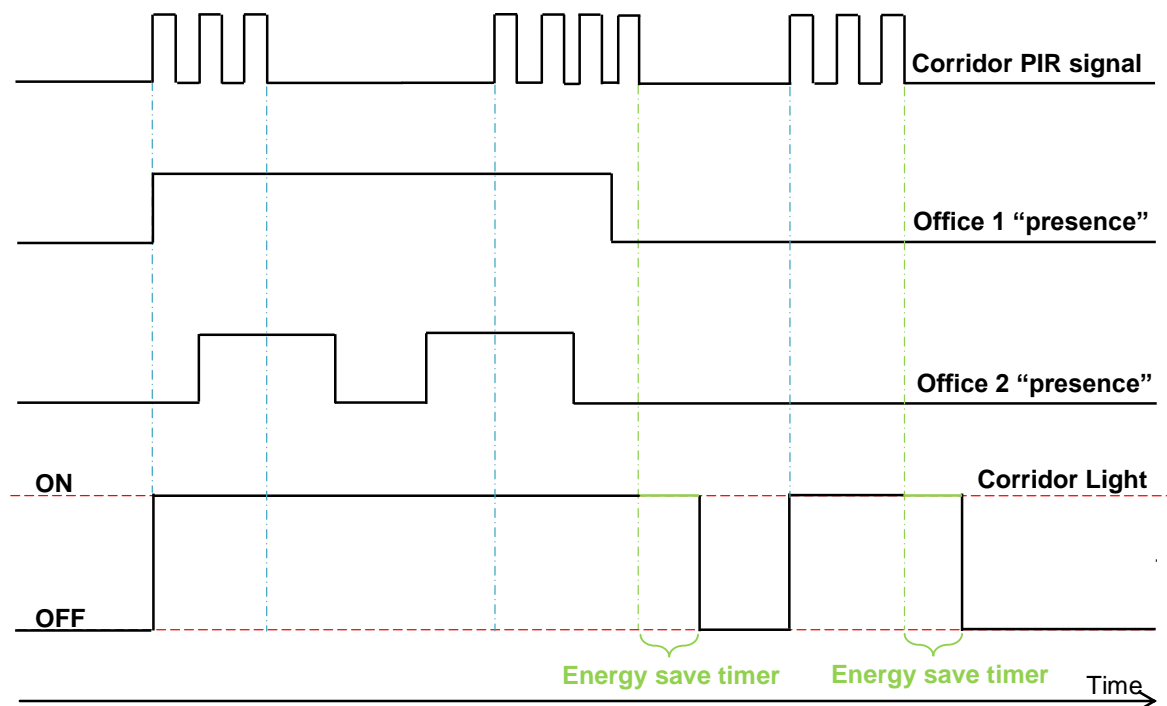 Corridor PIR signal
Office 1 “presence”
Office 2 “presence”
ON
Corridor Light
OFF
Energy save timer
Energy save timer
Time